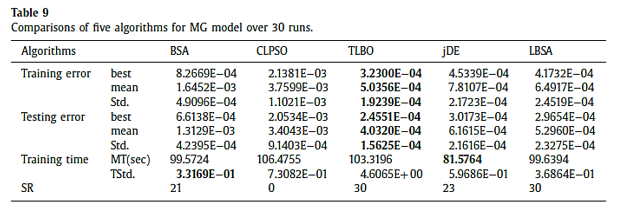 Table 9
Comparisons of five algorithms for MG model over 30 runs.
Algorithms BSA CLPSO TLBO jDE LBSA
Training error best 8.2669E−04 2.1381E−03 3.2300E−04 4.5339E−04 4.1732E−04
mean 1.6452E−03 3.7599E−03 5.0356E−04 7.8107E−04 6.4917E−04
Std. 4.9096E−04 1.1021E−03 1.9239E−04 2.1723E−04 2.4519E−04
Testing error best 6.6138E−04 2.0534E−03 2.4551E−04 3.0173E−04 2.9654E−04
mean 1.3129E−03 3.4043E−03 4.0320E−04 6.1615E−04 5.2960E−04
Std. 4.2395E−04 9.1403E−04 1.5625E−04 2.1616E−04 2.3275E−04
Training time MT(sec) 99.5724 106.4755 103.3196 81.5764 99.6394
TStd. 3.3169E−01 7.3082E−01 4.6065E+00 5.9686E−01 3.6864E−01
SR 21 0 30 23 30